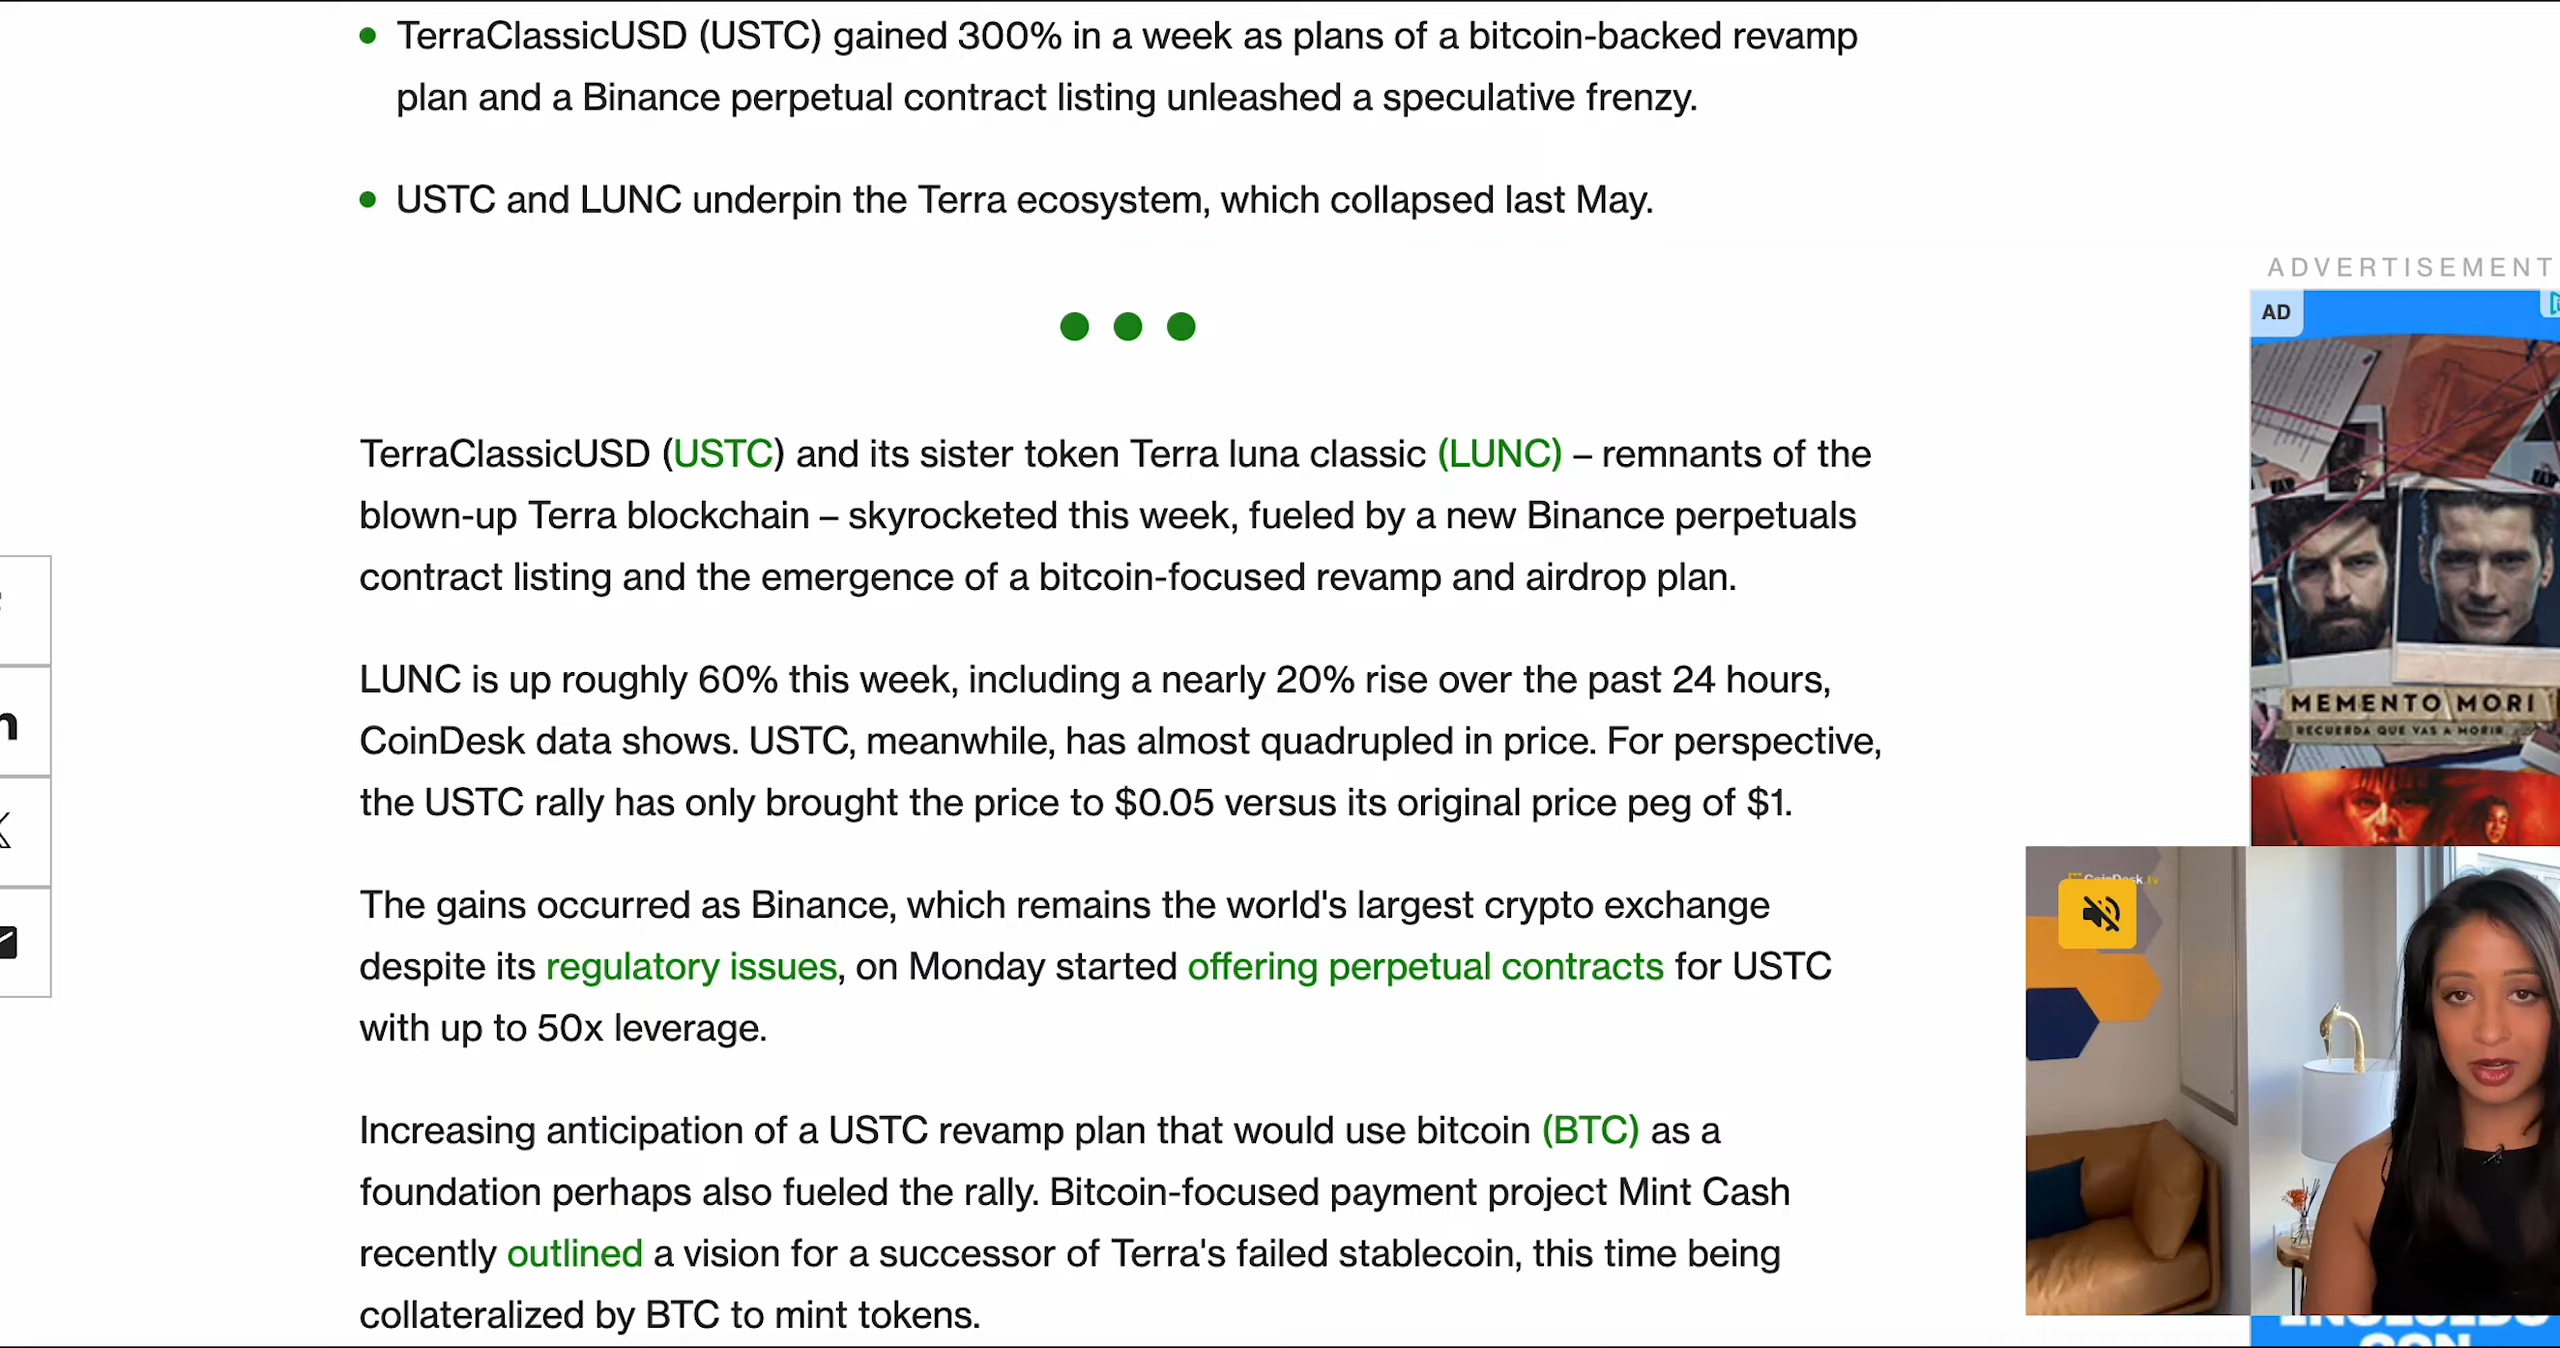 TerraClassicUSD (USTC) gained 300% in a week as plans of a bitcoin-backed revamp
plan and a Binance perpetual contract listing unleashed a speculative frenzy.
USTC and LUNC underpin the Terra ecosystem, which collapsed last May.
TerraClassicUSD (USTC) and its sister token Terra luna classic (LUNC) – remnants of the
blown-up Terra blockchain – skyrocketed this week, fueled by a new Binance perpetuals
contract listing and the emergence of a bitcoin-focused revamp and airdrop plan.
LUNC is up roughly 60% this week, including a nearly 20% rise over the past 24 hours,
CoinDesk data shows. USTC, meanwhile, has almost quadrupled in price. For perspective,
the USTC rally has only brought the price to $0.05 versus its original price peg of $1.
The gains occurred as Binance, which remains the world's largest crypto exchange
despite its regulatory issues, on Monday started offering perpetual contracts for USTC
with up to 50x leverage.
Increasing anticipation of a USTC revamp plan that would use bitcoin (BTC) as a
foundation perhaps also fueled the rally. Bitcoin-focused payment project Mint Cash
recently outlined a vision for a successor of Terra's failed stablecoin, this time being
collateralized by BTC to mint tokens.
ADVERTISEMENT
AD
MEMENTO MORI
RECUERDA QUE VAS A MORIR